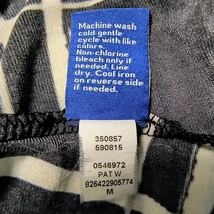 Machine wash
cold gentle
cycle with like
colors.
Non-chlorine
bleach only if
needed. Line
dry. Cool iron
on reverse side
if needed.
350857
590815
0546972
PAT W
826422905774
M